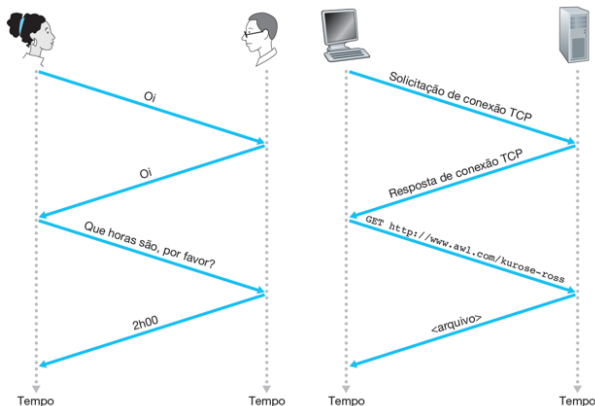 Oi
Oi
Que horas são, por favor?
2h00
Tempo
Tempo
Solicitação de conexão TCP
Resposta de conexão TCP
GET http://www.awl.com/kurose-ross
<arquivo>
Tempo
Tempo